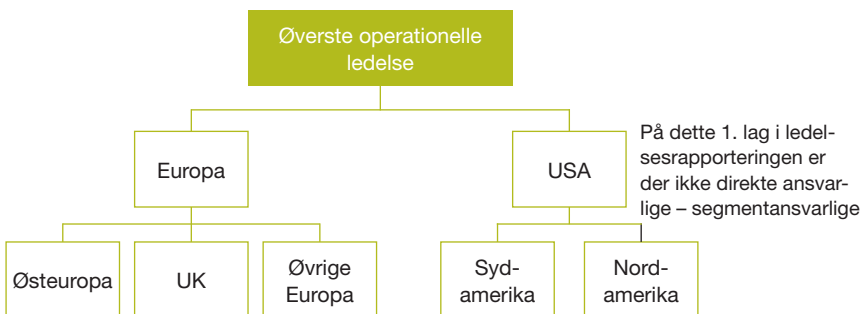 Øverste operationelle
ledelse
Europa
USA
På dette 1. lag i ledel-
sesrapporteringen er
der ikke direkte ansvar-
lige – segmentansvarlige
Østeuropa
UK
Øvrige
Europa
Syd-
amerika
Nord-
amerika